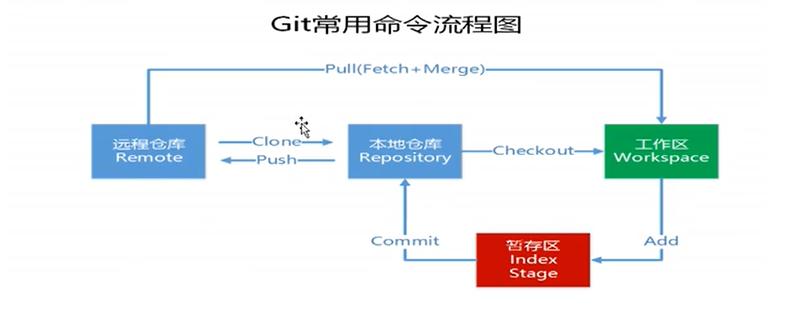 Git常用命令流程图
Pull(Fetch+Merge)
远程仓库
Remote
Clone
Push
本地仓库
Repository
Checkout
工作区
Workspace
Commit
暂存区
Index
Stage
Add